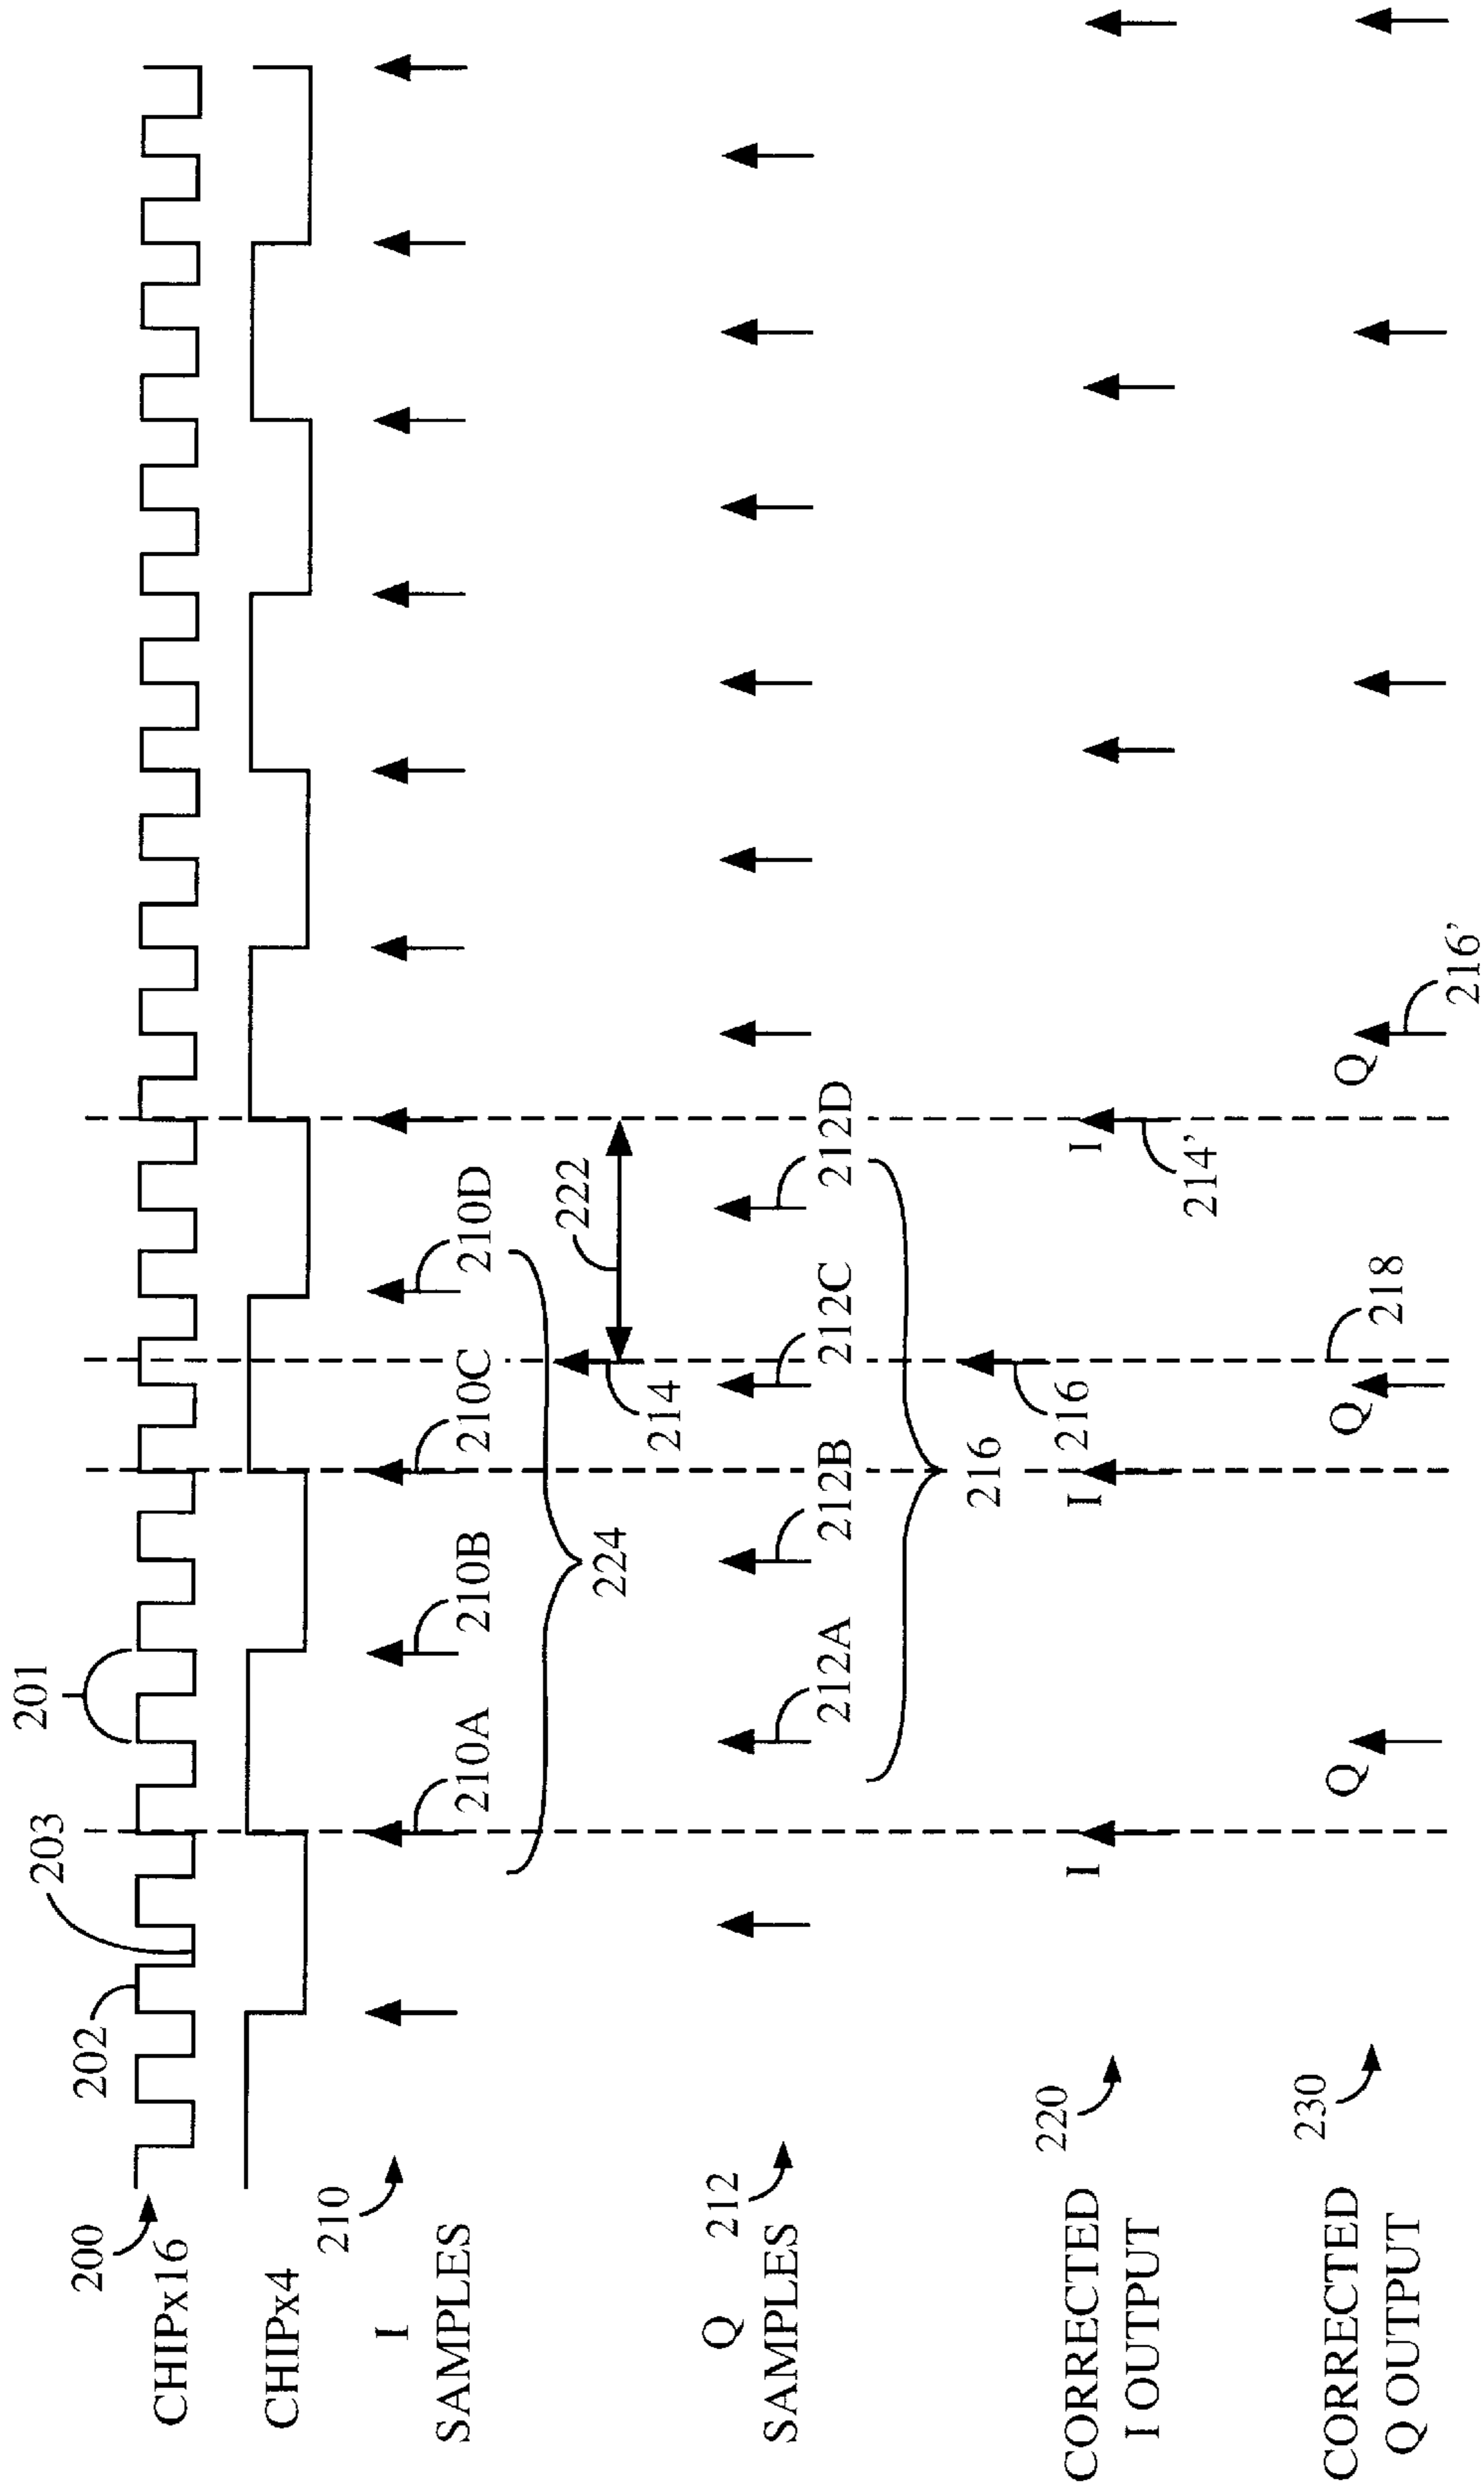 201
202
203
200
CHIPx16
CHIPx4
210
I
SAMPLES
210A
210B
210C
210D
224
214
222
Q
212
SAMPLES
212A
212B
212C
212D
216
216
218
220
CORRECTED
I OUTPUT
I
I
I
214'
230
CORRECTED
Q OUTPUT
Q
Q
Q
216'